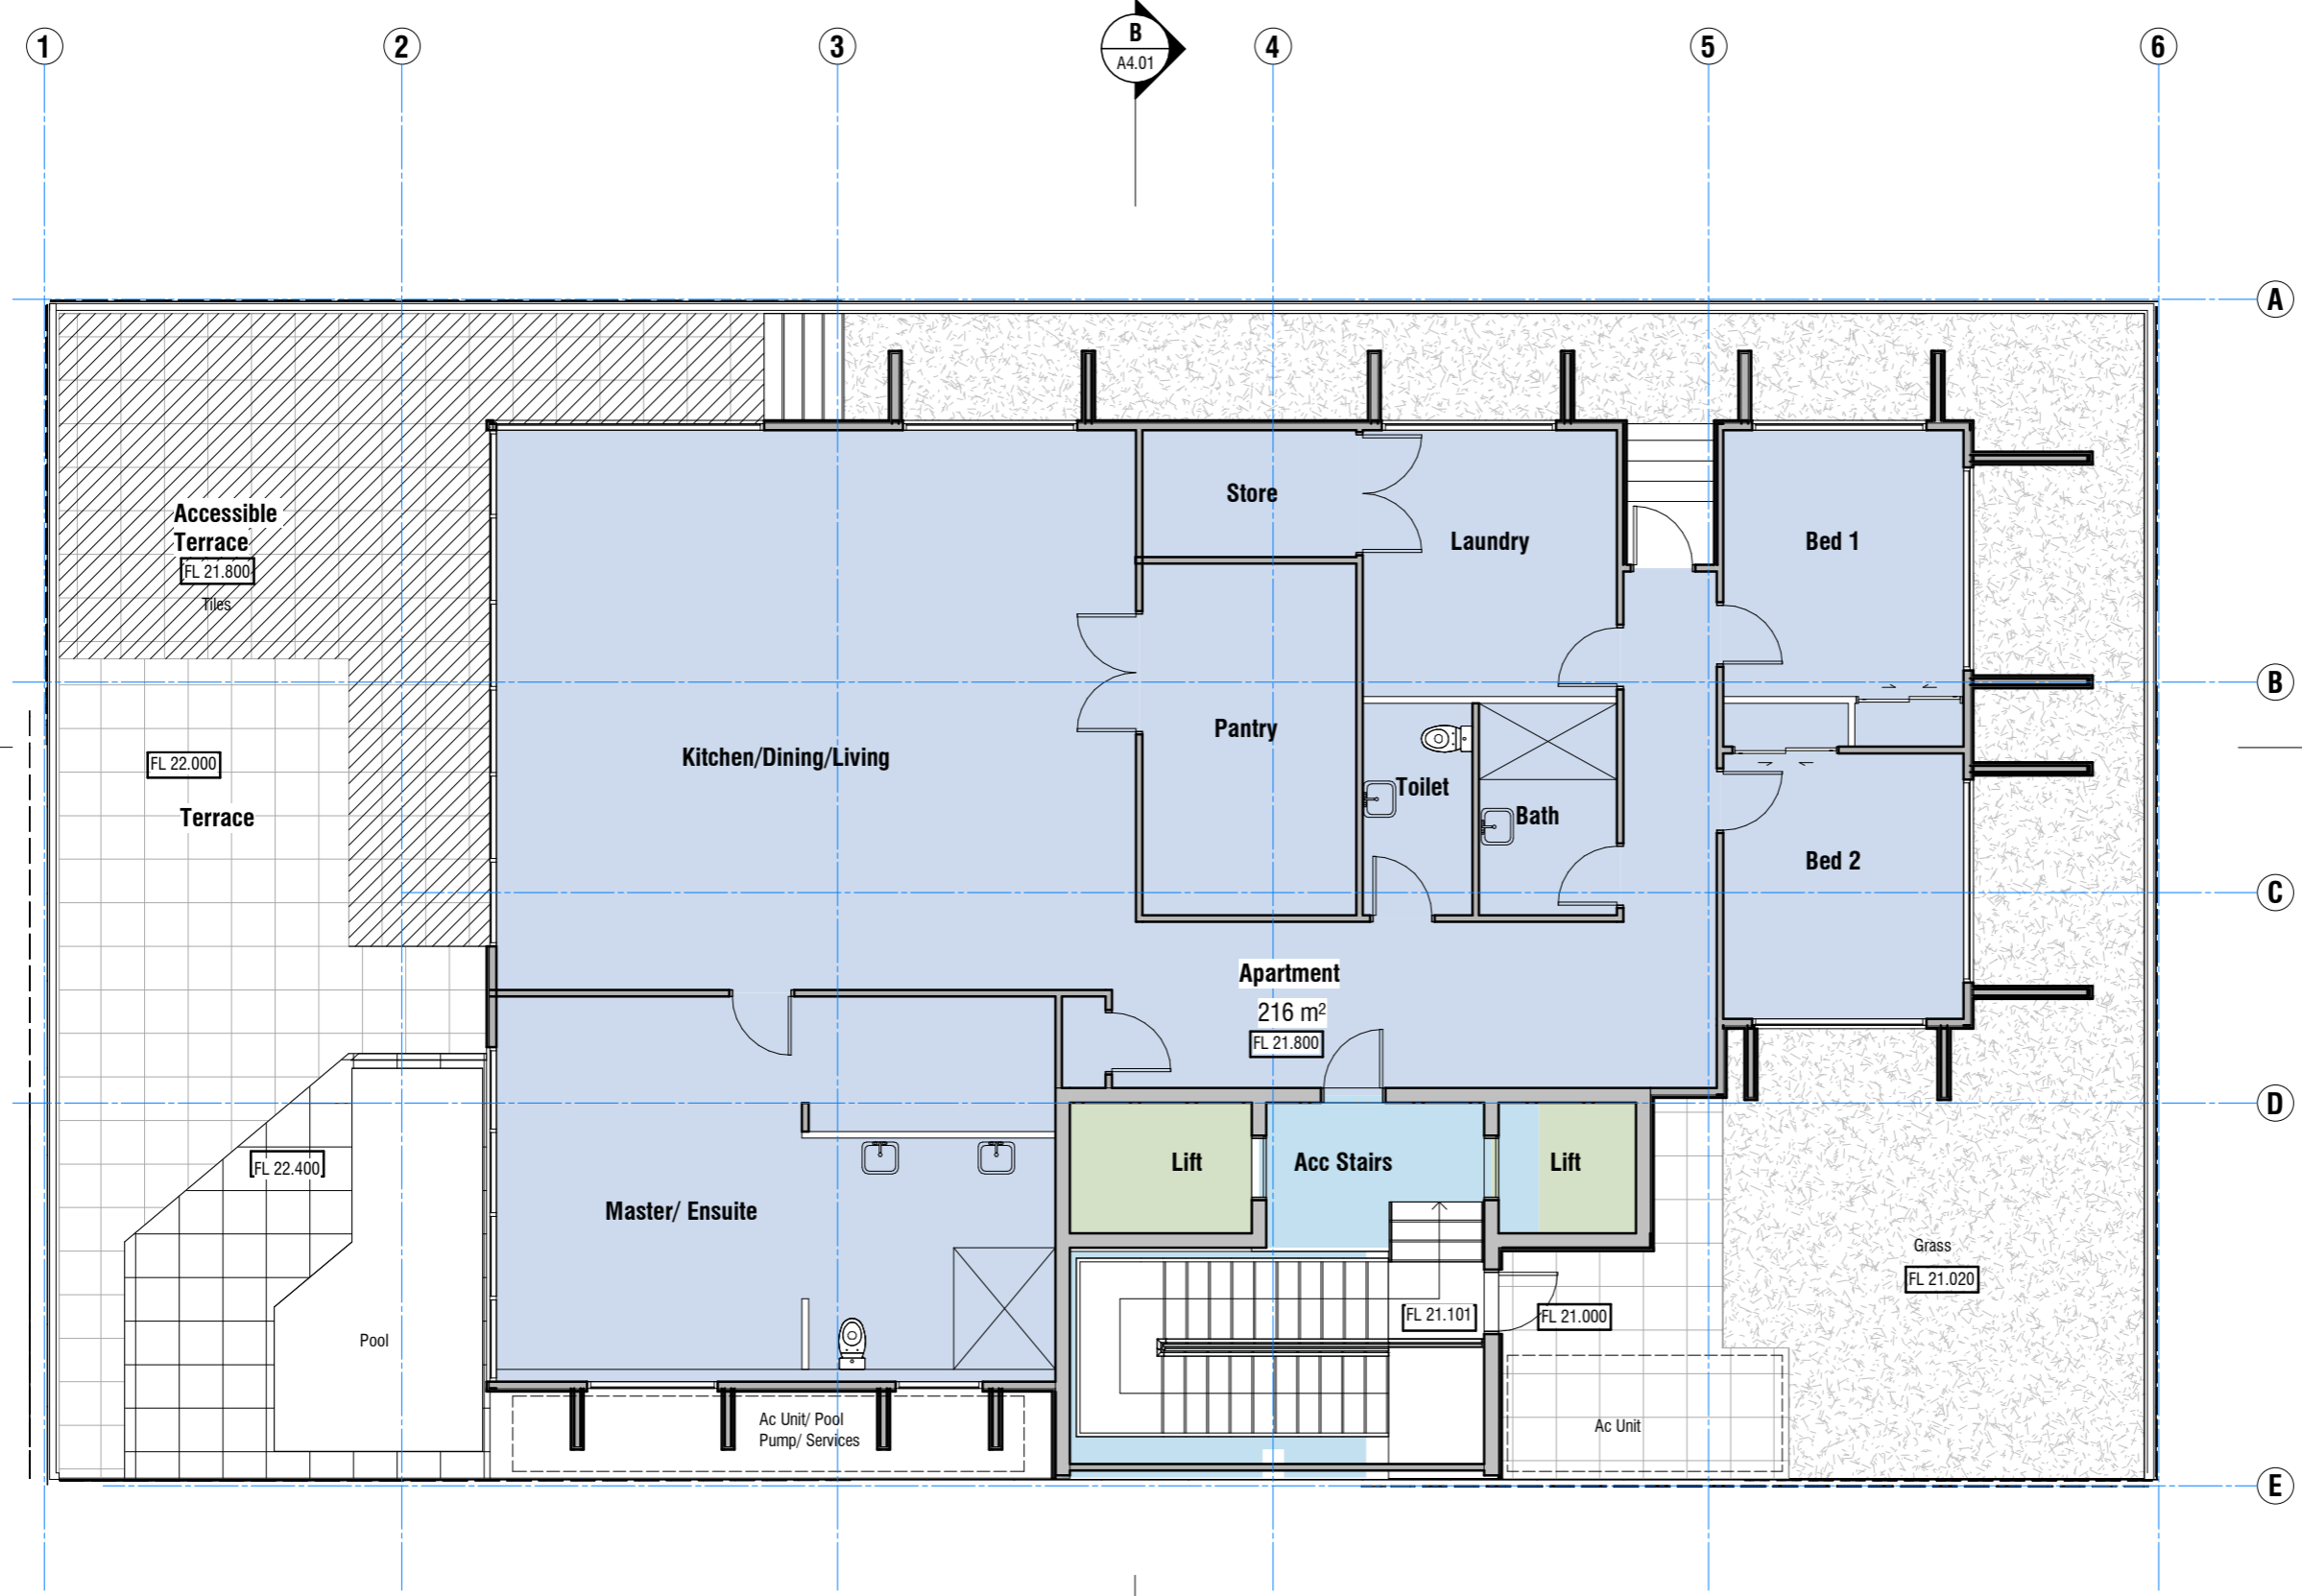 1
2
3
B
A4.01
4
5
6
A
Store
Accessible
Terrace
FL 21.800
Tiles
Laundry
Bed 1
B
FL 22.000
Terrace
Kitchen/Dining/Living
Pantry
Toilet
Bath
Bed 2
C
Apartment
216 m²
FL 21.800
D
FL 22.400
Lift
Acc Stairs
Lift
Master/ Ensuite
Grass
FL 21.020
Pool
FL 21.101
FL 21.000
Ac Unit/ Pool
Pump/ Services
Ac Unit
E